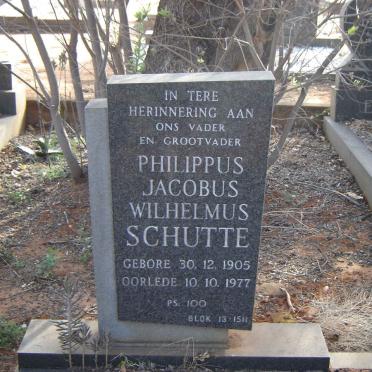 IN TERE
HERINNERING AAN
ONS VADER
EN GROOTVADER
PHILIPPUS
JACOBUS
WILHELMUS
SCHUTTE
GEBORE 30. 12. 1905
OORLEDE 10. 10. 1977
PS. 100
BLOK 13-1511